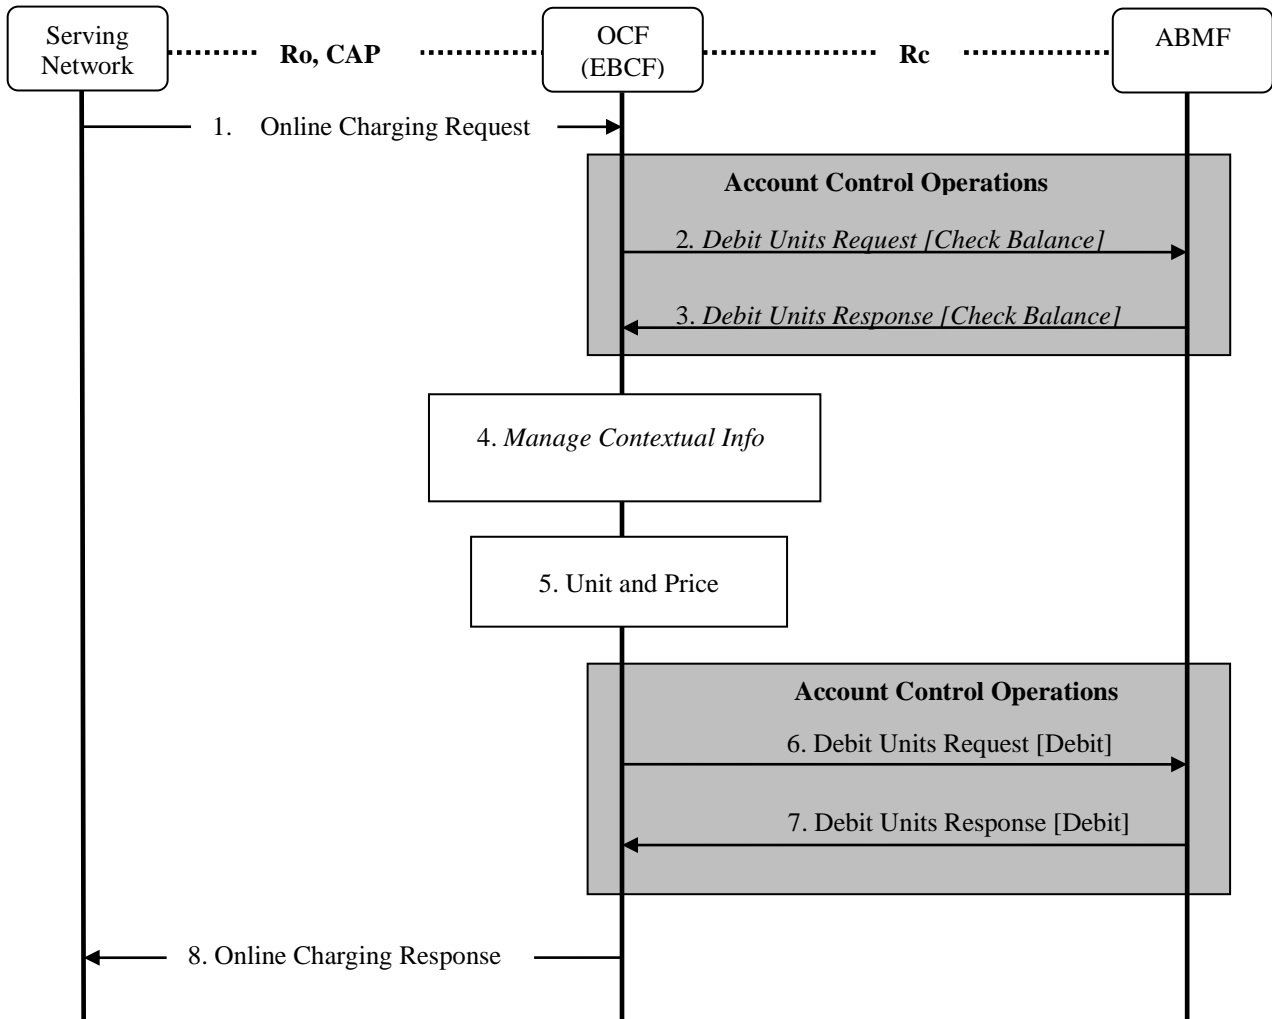 Serving
Network
Ro, CAP
OCF
(EBCF)
Rc
ABMF
1. Online Charging Request
Account Control Operations
2. Debit Units Request [Check Balance]
3. Debit Units Response [Check Balance]
4. Manage Contextual Info
5. Unit and Price
Account Control Operations
6. Debit Units Request [Debit]
7. Debit Units Response [Debit]
8. Online Charging Response